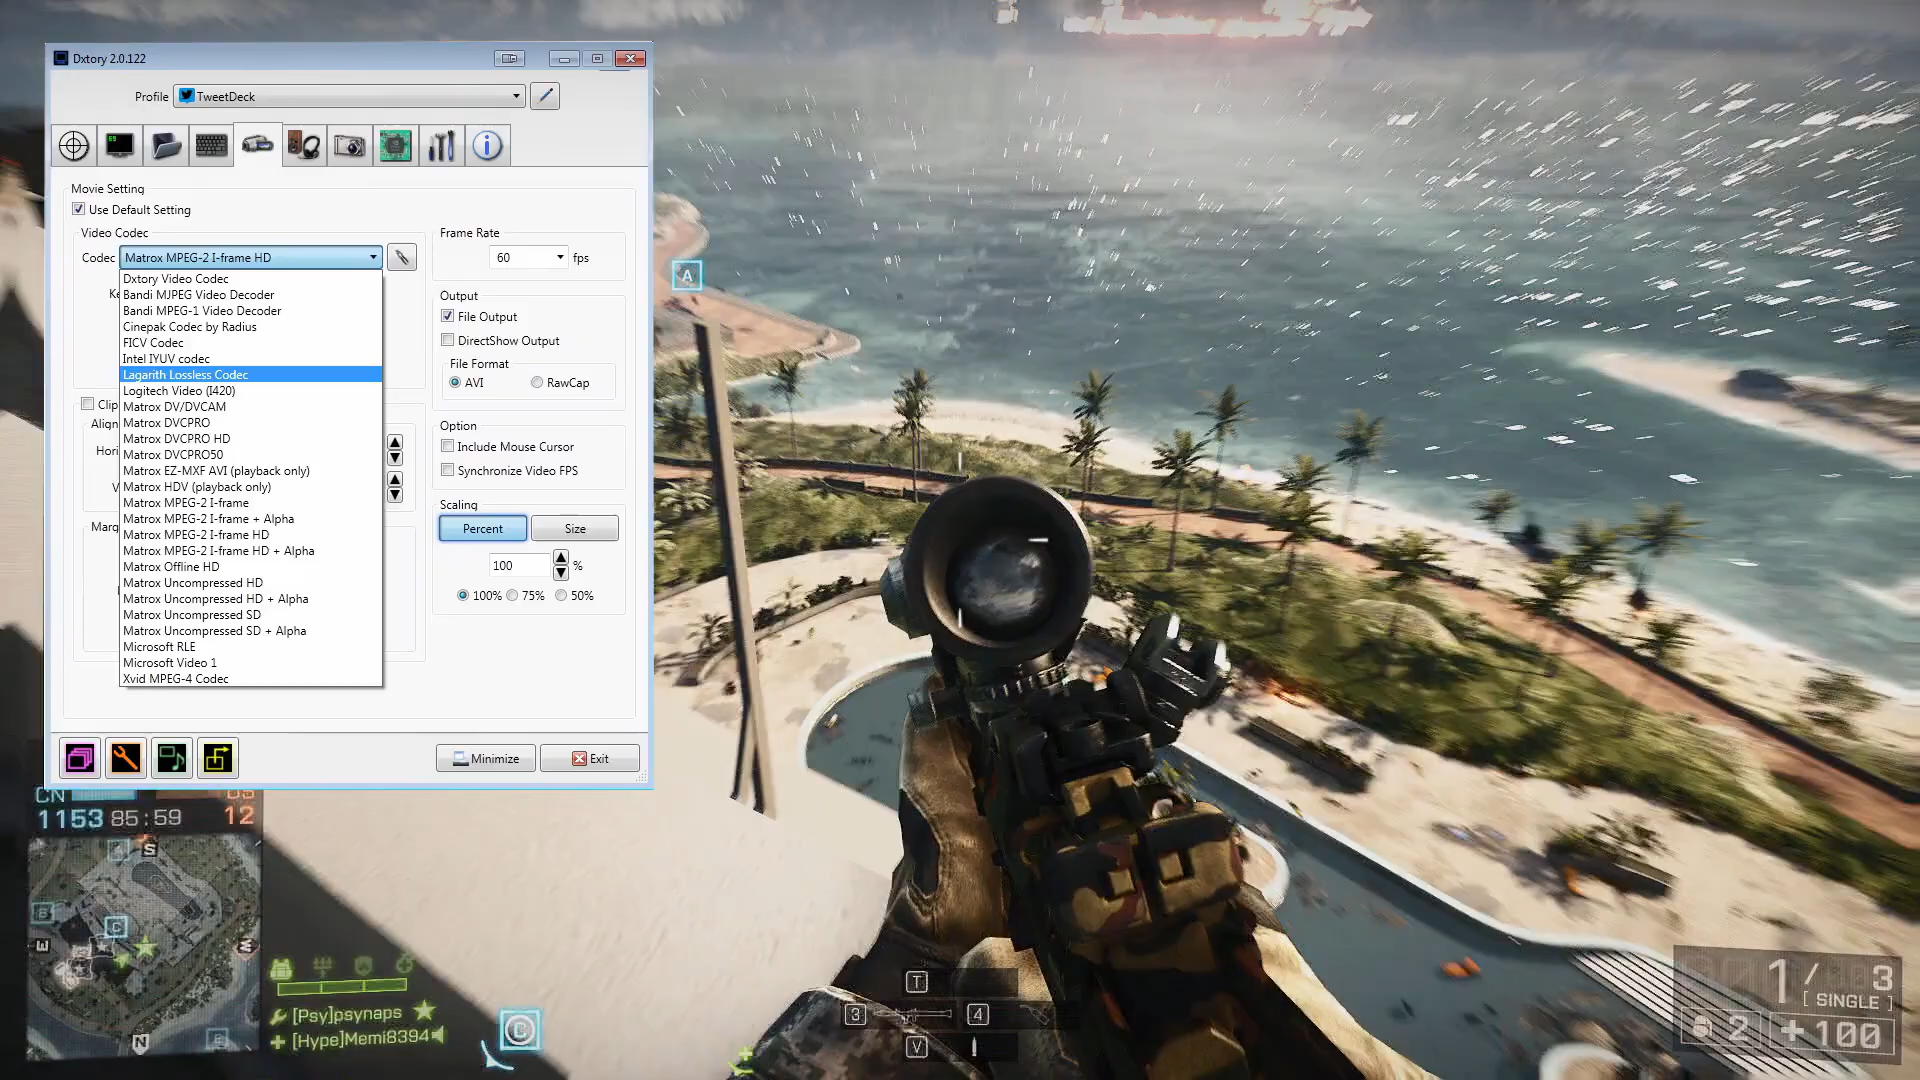 Dxtory 2.0.122
Profile TweetDeck
Movie Setting
Use Default Setting
Video Codec
Codec Matrox MPEG-2 I-frame HD
Dxtory Video Codec
Bandi MJPEG Video Decoder
Bandi MPEG-1 Video Decoder
Cinepak Codec by Radius
FICV Codec
Intel IYUV codec
Lagarith Lossless Codec
Logitech Video (I420)
Matrox DV/DVCAM
Matrox DVCPRO
Matrox DVCPRO HD
Matrox DVCPRO50
Matrox EZ-MXF AVI (playback only)
Matrox HDV (playback only)
Matrox MPEG-2 I-frame
Matrox MPEG-2 I-frame + Alpha
Matrox MPEG-2 I-frame HD
Matrox MPEG-2 I-frame HD + Alpha
Matrox Offline HD
Matrox Uncompressed HD
Matrox Uncompressed HD + Alpha
Matrox Uncompressed SD
Matrox Uncompressed SD + Alpha
Microsoft RLE
Microsoft Video 1
Xvid MPEG-4 Codec
Ke
Clip
Align
Hori
V
Marg
Frame Rate
60 fps
Output
File Output
DirectShow Output
File Format
AVI RawCap
Option
Include Mouse Cursor
Synchronize Video FPS
Scaling
Percent Size
100 %
100% 75% 50%
Minimize Exit
A
CN
1153 85:59 12
A S
B
C
E
W
N
E
[Psy]psynaps
[Hype]Memi8394
C
T
3 4
V
1/ 3
[ SINGLE ]
2 +100